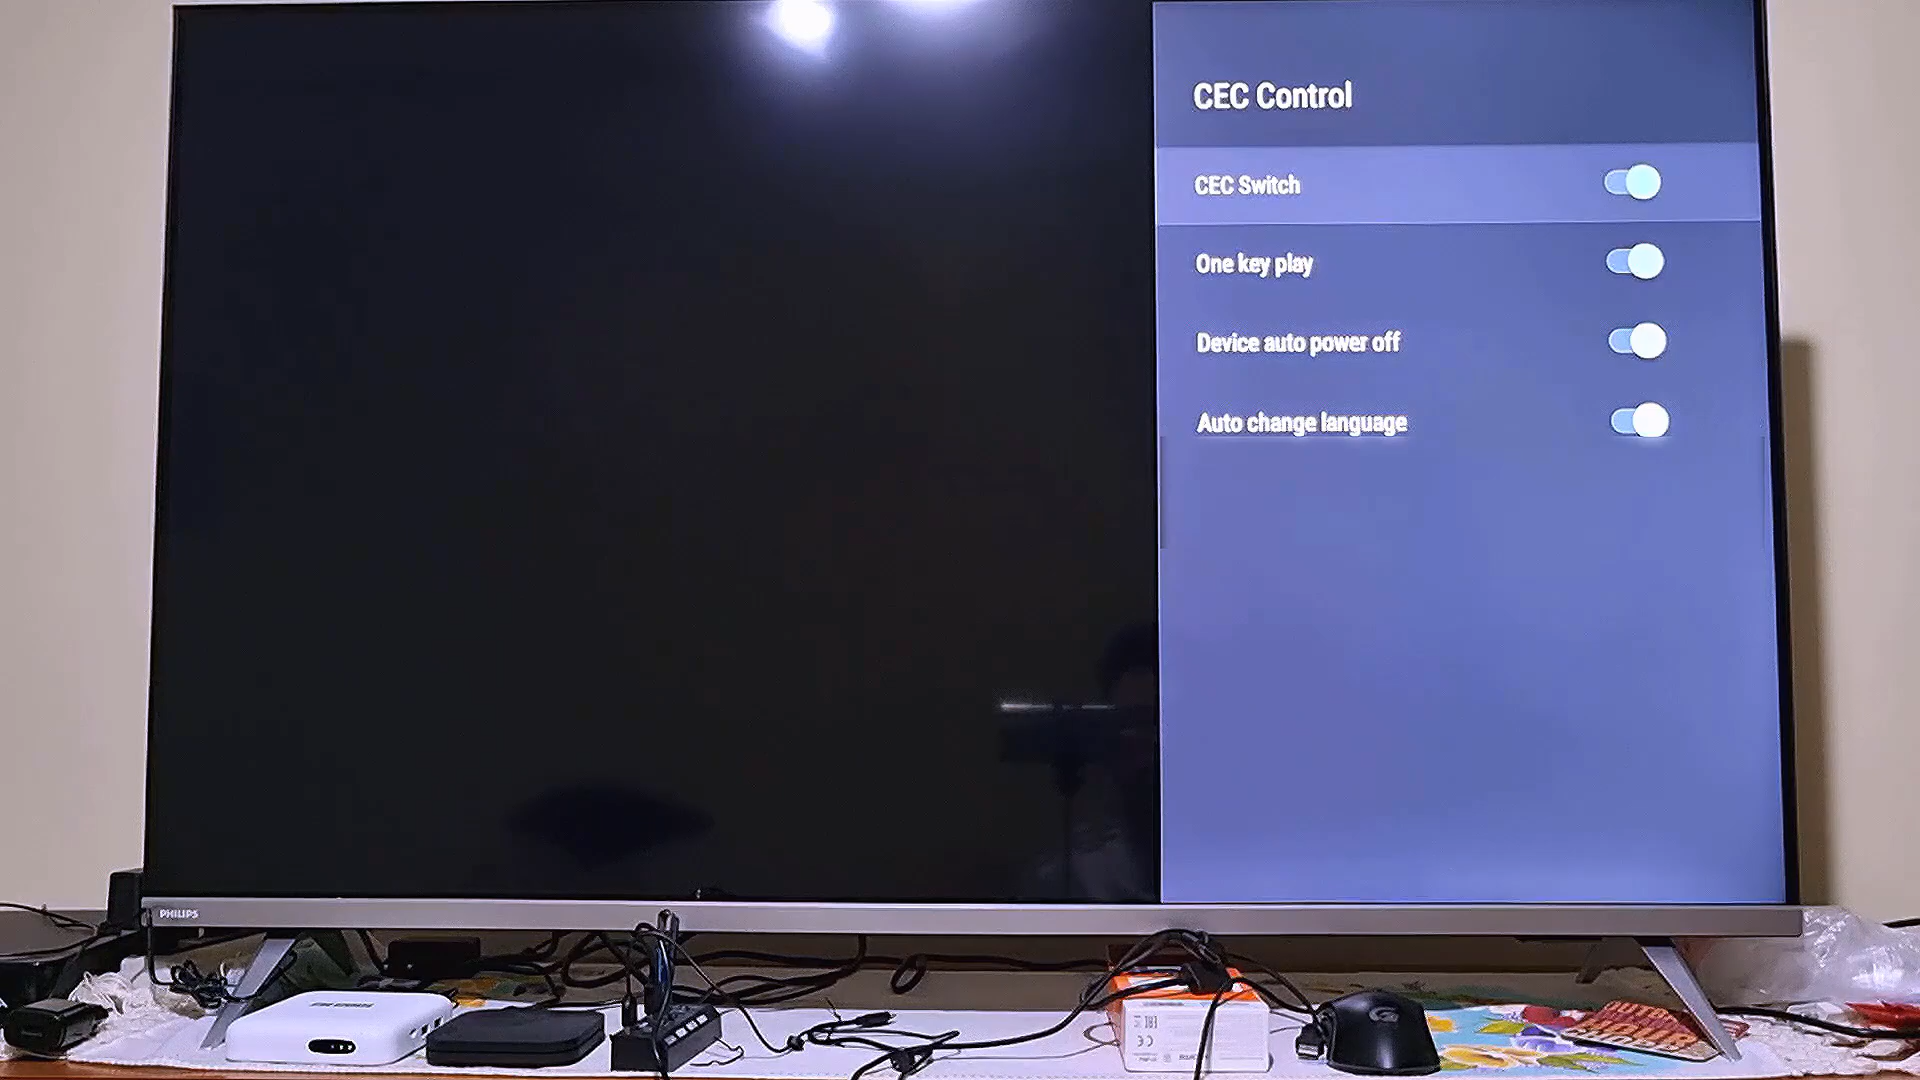 CEC Control
CEC Switch
One key play
Device auto power off
Auto change language
PHILIPS